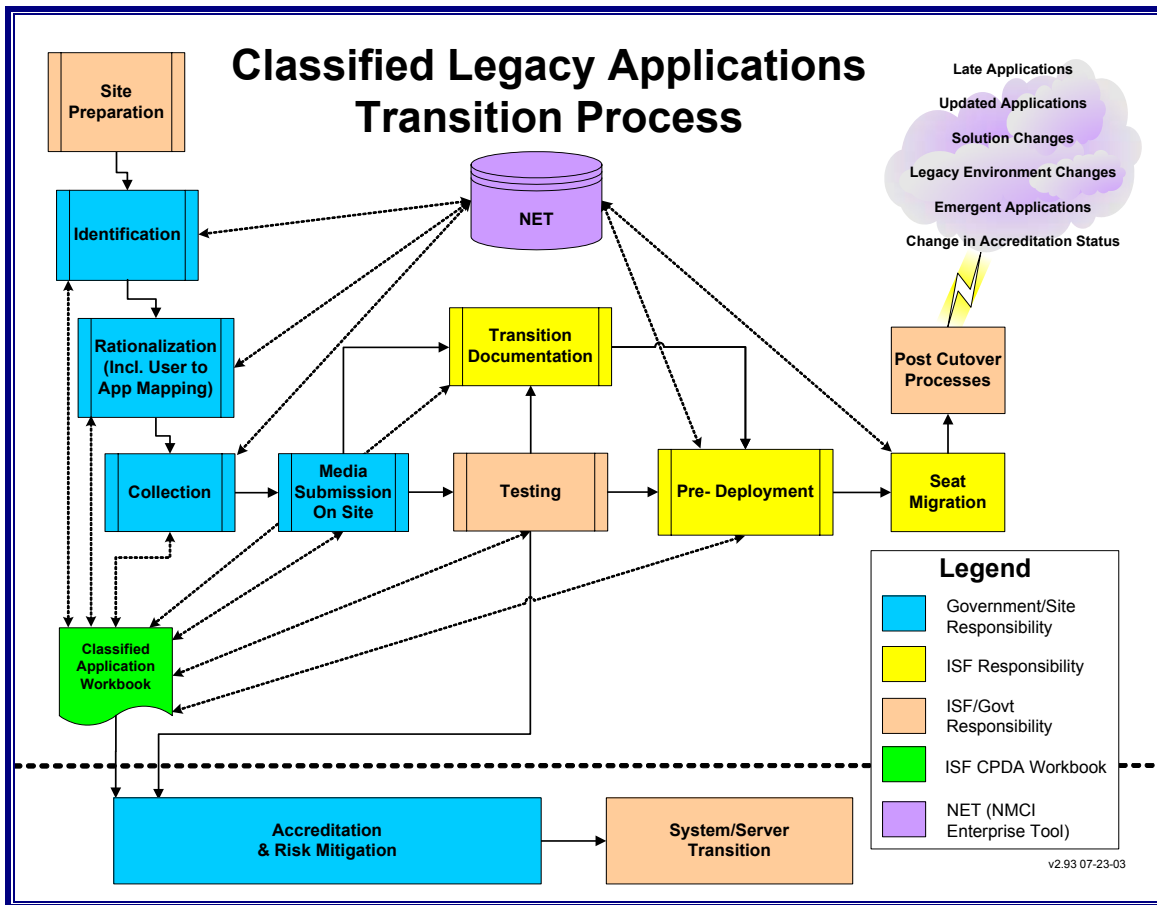 Classified Legacy Applications
Transition Process
Site
Preparation
Late Applications
Updated Applications
Solution Changes
Legacy Environment Changes
Emergent Applications
Change in Accreditation Status
NET
Identification
Rationalization
(Incl. User to
App Mapping)
Transition
Documentation
Post Cutover
Processes
Collection
Media
Submission
On Site
Testing
Pre- Deployment
Seat
Migration
Classified
Application
Workbook
Legend
Government/Site
Responsibility
ISF Responsibility
ISF/Govt
Responsibility
ISF CPDA Workbook
NET (NMCI
Enterprise Tool)
Accreditation
& Risk Mitigation
System/Server
Transition
v2.93 07-23-03